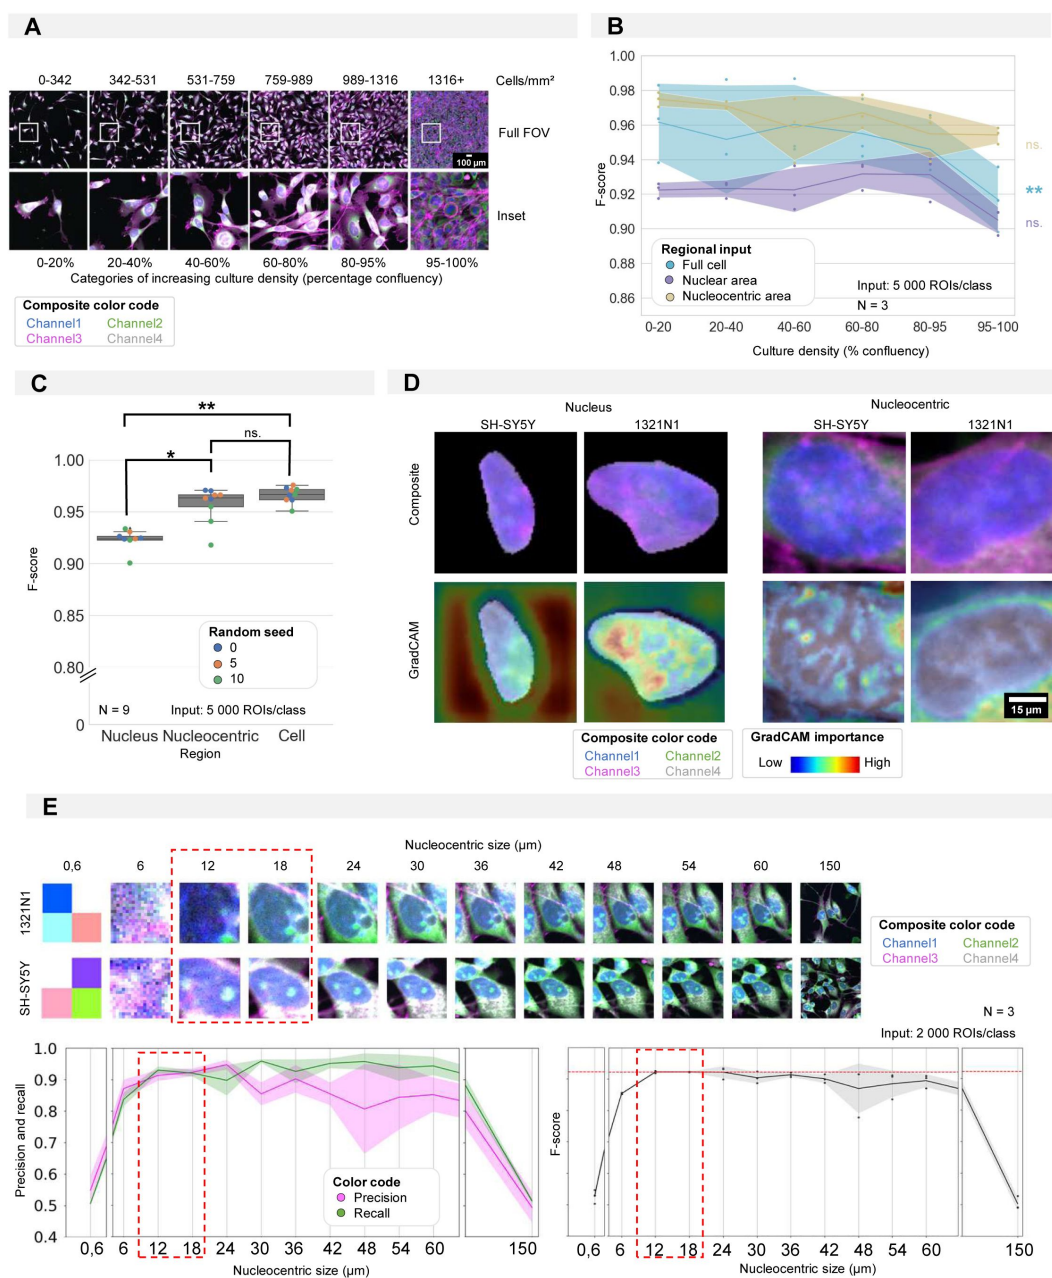 A
0-342 342-531 531-759 759-989 989-1316 1316+ Cells/mm²
Full FOV
100 µm
Inset
0-20% 20-40% 40-60% 60-80% 80-95% 95-100%
Categories of increasing culture density (percentage confluency)
Composite color code
Channel1 Channel2
Channel3 Channel4
B
1.00
0.98
0.96
0.94
0.92
0.90
0.88
0.86
F-score
ns.
**
ns.
Regional input
Full cell
Nuclear area
Nucleocentric area
Input: 5 000 ROIs/class
N = 3
0-20 20-40 40-60 60-80 80-95 95-100
Culture density (% confluency)
C
**
ns.
*
1.00
0.95
0.90
0.85
0.80
0
F-score
Random seed
0
5
10
N = 9 Input: 5 000 ROIs/class
Nucleus Nucleocentric Cell
Region
D
Nucleus Nucleocentric
SH-SY5Y 1321N1 SH-SY5Y 1321N1
Composite
GradCAM
15 µm
Composite color code
Channel1 Channel2
Channel3 Channel4
GradCAM importance
Low High
E
Nucleocentric size (µm)
0,6 6 12 18 24 30 36 42 48 54 60 150
1321N1
SH-SY5Y
Composite color code
Channel1 Channel2
Channel3 Channel4
N = 3
Input: 2 000 ROIs/class
1.0
0.9
0.8
0.7
0.6
0.5
0.4
Precision and recall
Color code
Precision
Recall
0,6 6 12 18 24 30 36 42 48 54 60 150
Nucleocentric size (µm)
F-score
0,6 6 12 18 24 30 36 42 48 54 60 150
Nucleocentric size (µm)